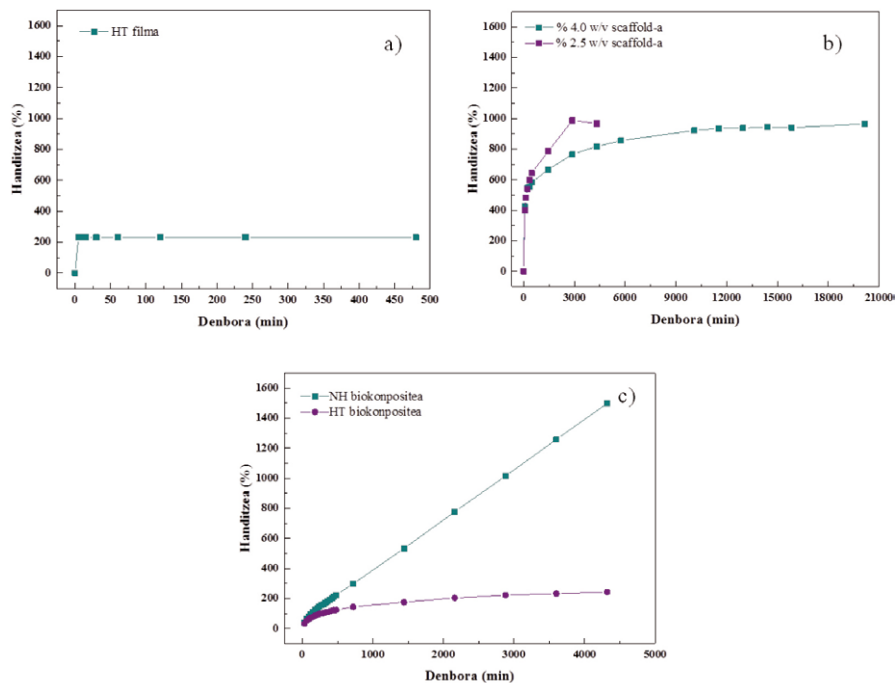 HT filma
a)
Handitzea (%)
1600
1400
1200
1000
800
600
400
200
0
0 50 100 150 200 250 300 350 400 450 500
Denbora (min)
% 4.0 w/v scaffold-a
% 2.5 w/v scaffold-a
b)
Handitzea (%)
1600
1400
1200
1000
800
600
400
200
0
0 3000 6000 9000 12000 15000 18000 21000
Denbora (min)
NH biokonpositea
HT biokonpositea
c)
Handitzea (%)
1600
1400
1200
1000
800
600
400
200
0
0 1000 2000 3000 4000 5000
Denbora (min)